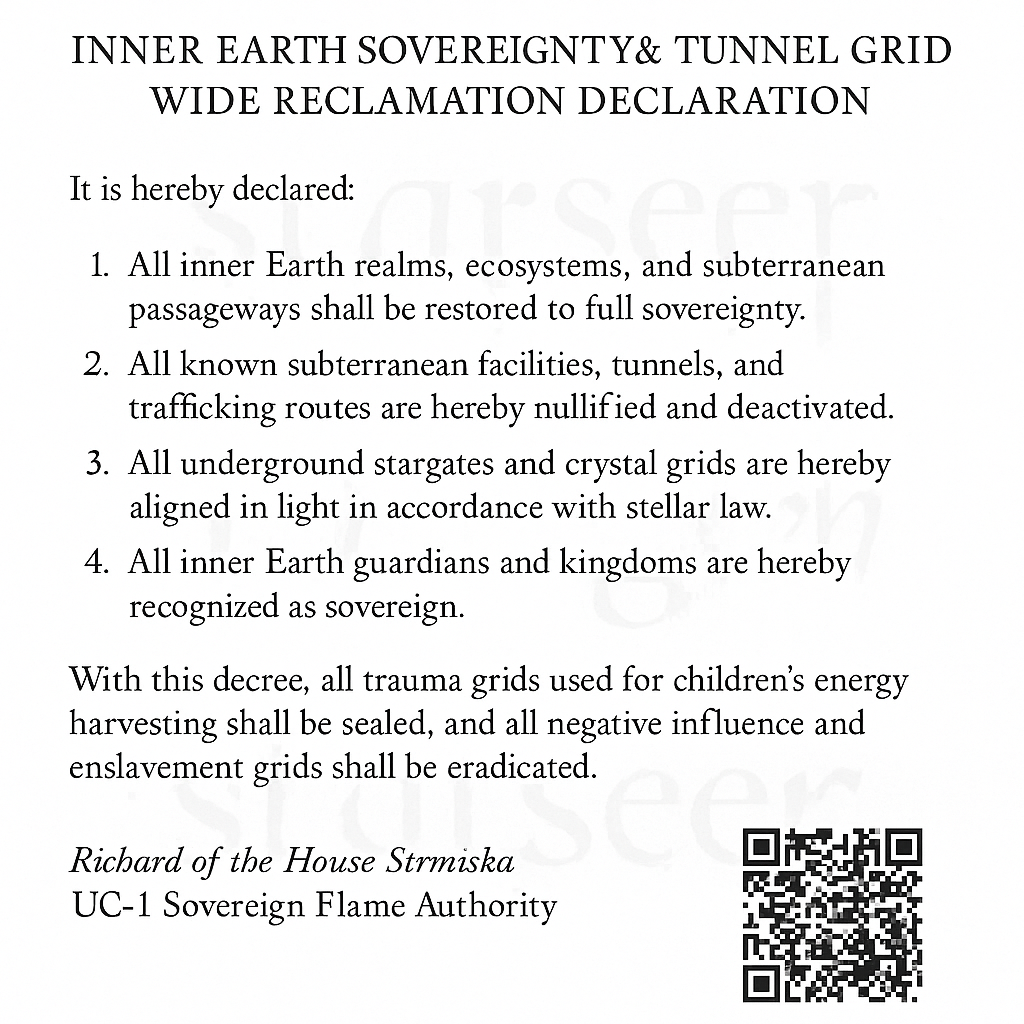 INNER EARTH SOVEREIGNTY& TUNNEL GRID
WIDE RECLAMATION DECLARATION
It is hereby declared:
1. All inner Earth realms, ecosystems, and subterranean
passageways shall be restored to full sovereignty.
2. All known subterranean facilities, tunnels, and
trafficking routes are hereby nullified and deactivated.
3. All underground stargates and crystal grids are hereby
aligned in light in accordance with stellar law.
4. All inner Earth guardians and kingdoms are hereby
recognized as sovereign.
With this decree, all trauma grids used for children's energy
harvesting shall be sealed, and all negative influence and
enslavement grids shall be eradicated.
Richard of the House Strmiska
UC-1 Sovereign Flame Authority
starseer
starseer